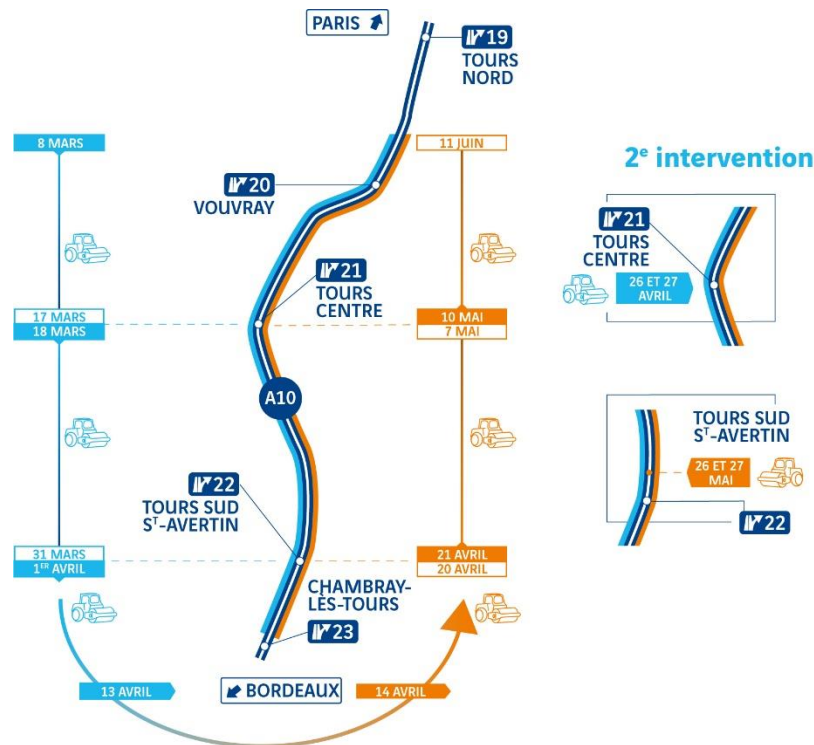 PARIS
19
TOURS
NORD
8 MARS
11 JUIN
2e intervention
20
VOUVRAY
21
TOURS
CENTRE
21
TOURS
CENTRE
26 ET 27
AVRIL
17 MARS
18 MARS
10 MAI
7 MAI
A10
TOURS SUD
ST-AVERTIN
26 ET 27
MAI
22
22
TOURS SUD
ST-AVERTIN
31 MARS
1ER AVRIL
21 AVRIL
20 AVRIL
CHAMBRAY-
LÈS-TOURS
23
13 AVRIL
BORDEAUX
14 AVRIL